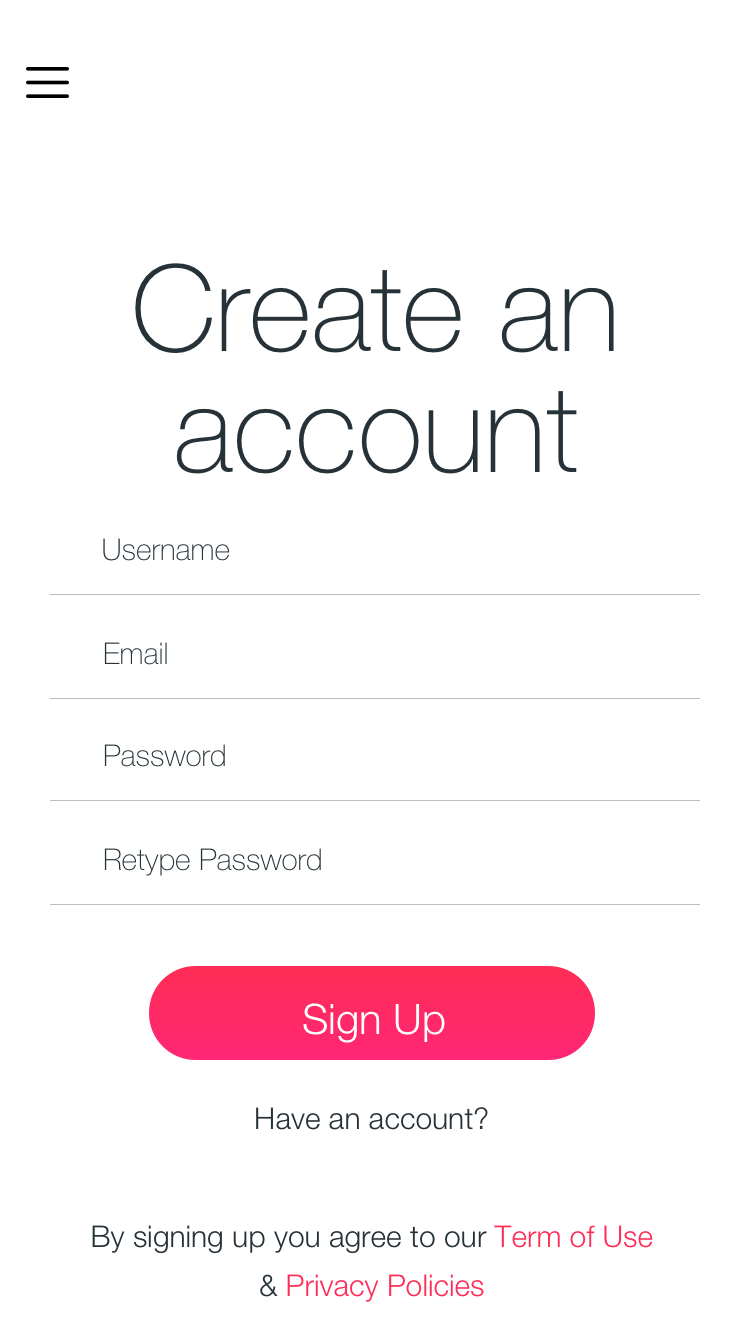 Create an
account
Username
Email
Password
Retype Password
Sign Up
Have an account?
By signing up you agree to our Term of Use
& Privacy Policies